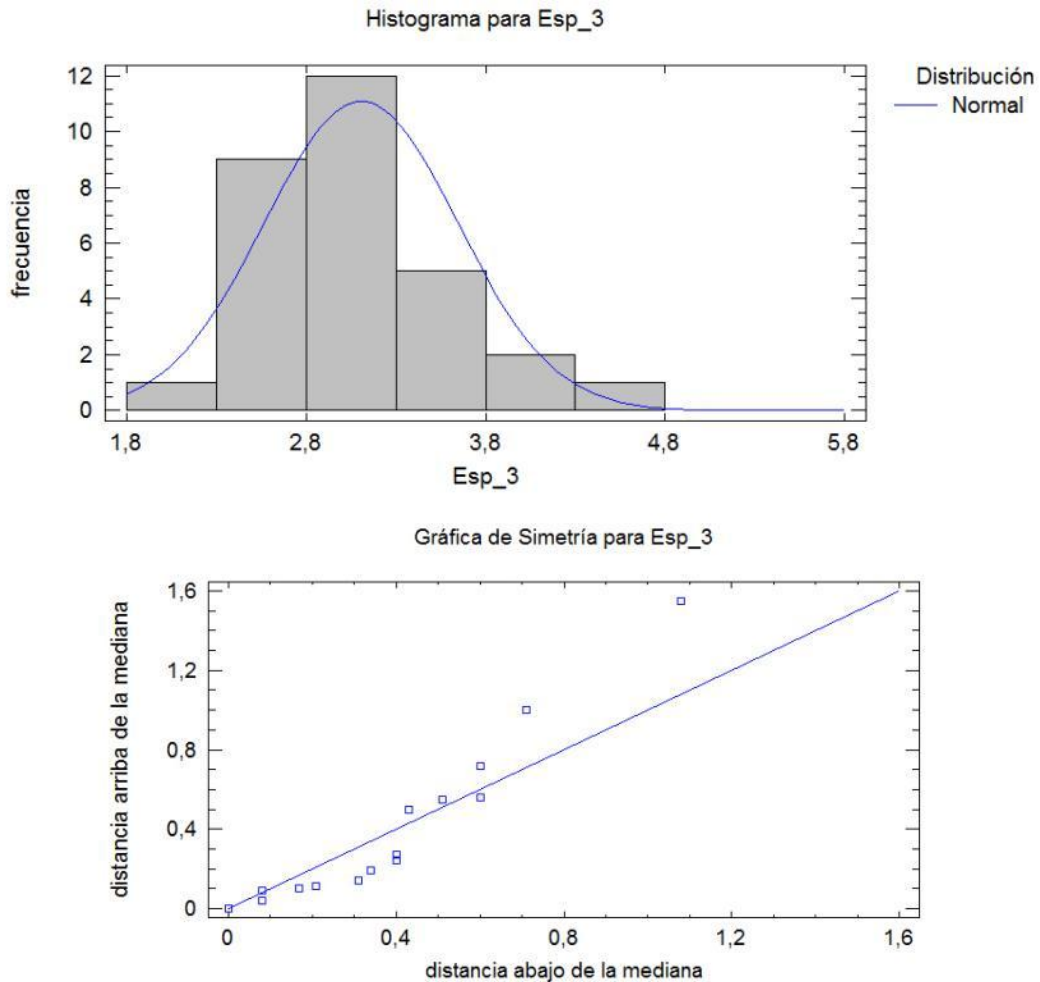 Histograma para Esp_3
Distribución
Normal
12
10
8
6
4
2
0
frecuencia
1,8 2,8 3,8 4,8 5,8
Esp_3
Gráfica de Simetría para Esp_3
1,6
1,2
0,8
0,4
0
distancia arriba de la mediana
0 0,4 0,8 1,2 1,6
distancia abajo de la mediana